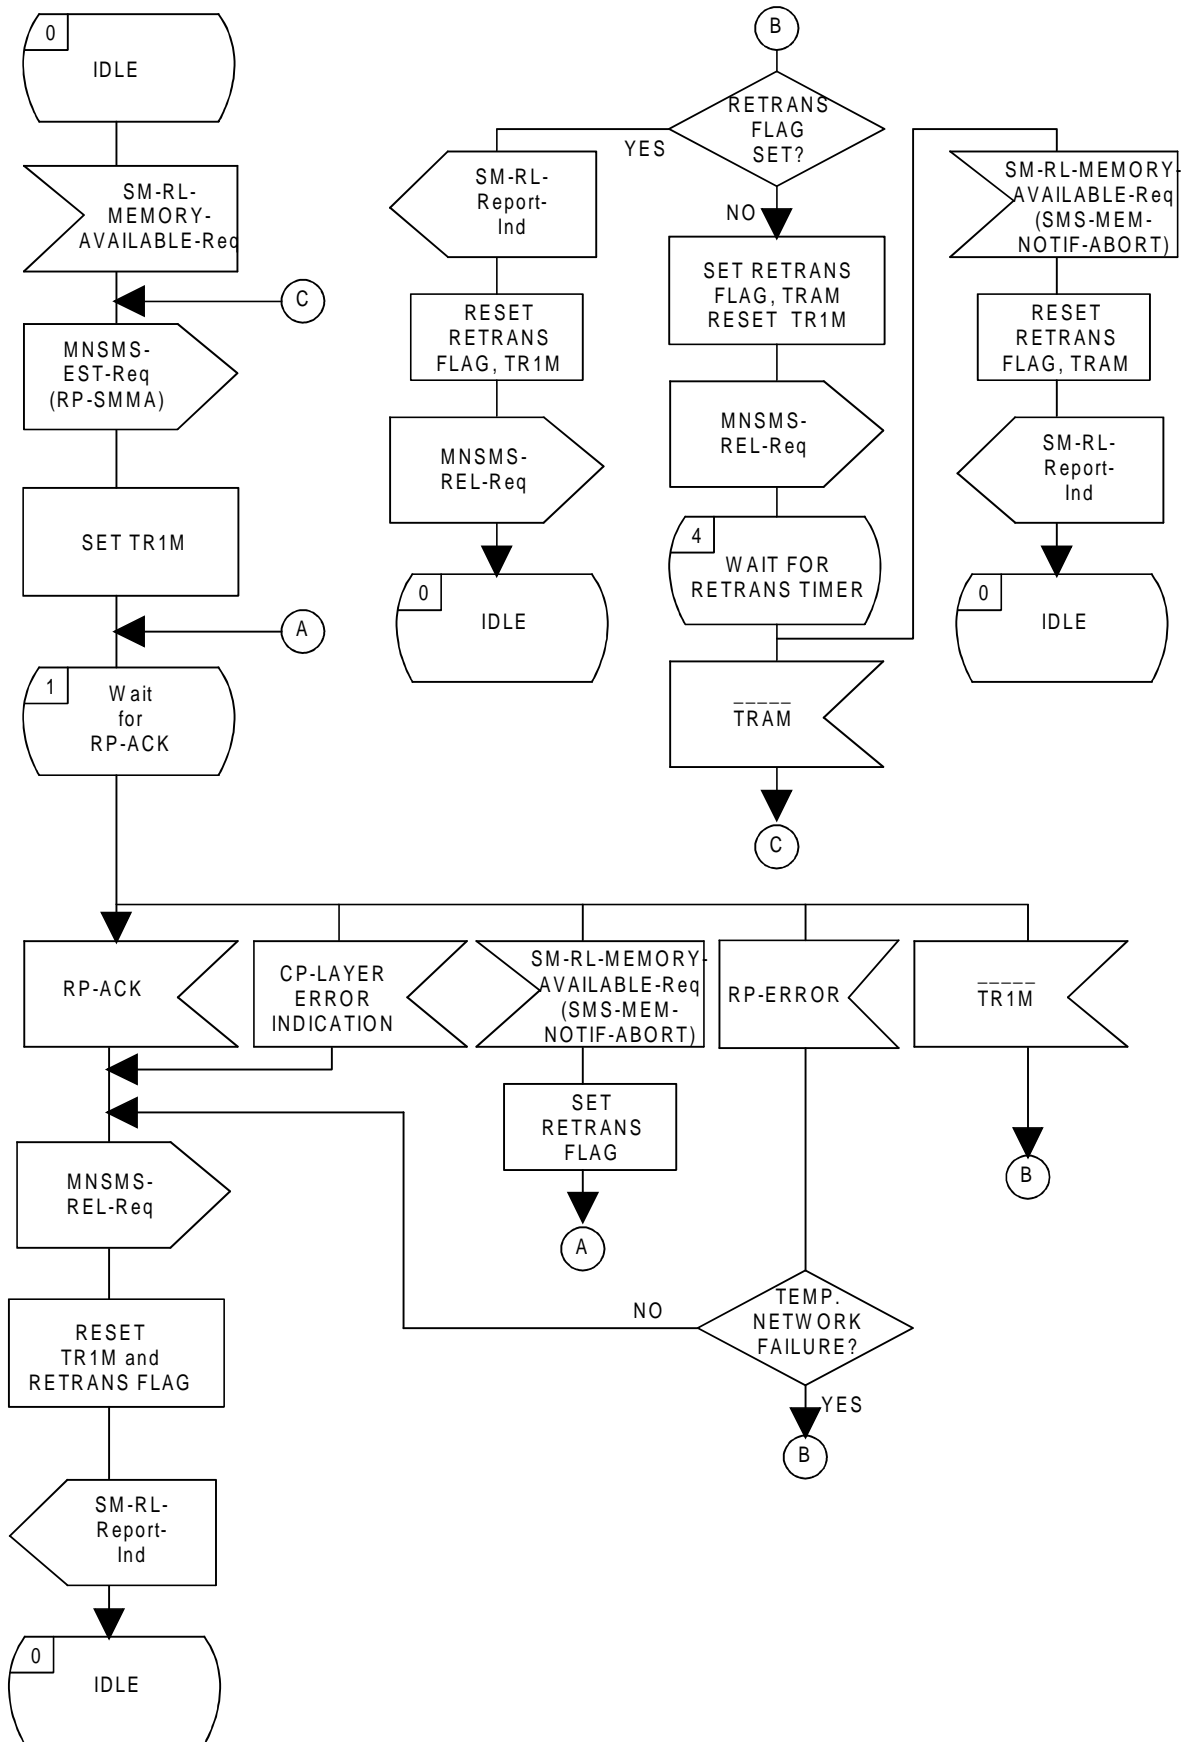 0
IDLE
SM-RL-
MEMORY-
AVAILABLE-Req
C
MNSMS-
EST-Req
(RP-SMMA)
SET TR1M
A
1
Wait
for
RP-ACK
B
RETRANS
FLAG
SET?
YES
NO
SM-RL-
Report-
Ind
RESET
RETRANS
FLAG, TR1M
MNSMS-
REL-Req
0
IDLE
SET RETRANS
FLAG, TRAM
RESET TR1M
MNSMS-
REL-Req
4
WAIT FOR
RETRANS TIMER
TRAM
C
SM-RL-MEMORY-
AVAILABLE-Req
(SMS-MEM-
NOTIF-ABORT)
RESET
RETRANS
FLAG, TRAM
SM-RL-
Report-
Ind
0
IDLE
RP-ACK
CP-LAYER
ERROR
INDICATION
SM-RL-MEMORY-
AVAILABLE-Req
(SMS-MEM-
NOTIF-ABORT)
RP-ERROR
TR1M
SET
RETRANS
FLAG
A
B
MNSMS-
REL-Req
TEMP.
NETWORK
FAILURE?
NO
YES
B
RESET
TR1M and
RETRANS FLAG
SM-RL-
Report-
Ind
0
IDLE